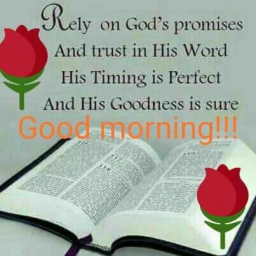 Rely on God's promises
And trust in His Word
His Timing is Perfect
And His Goodness is sure
Good morning!!!